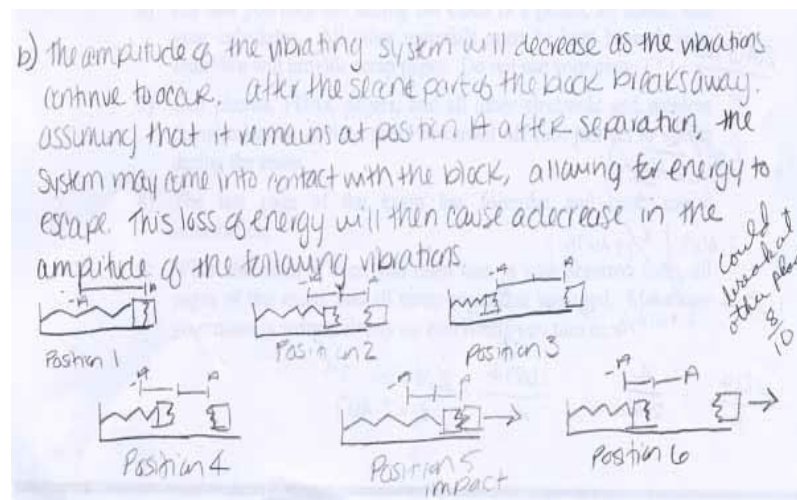 b) The amplitude of the vibrating system will decrease as the vibrations
continue to occur. After the second part of the block breaks away.
assuming that it remains at position A after separation, the
system may come into contact with the block, allowing for energy to
escape. This loss of energy will then cause a decrease in the
amplitude of the following vibrations
could
break at
other
8/10
-A A
-A A
-A A
Position 1 Position 2 Position 3
-A A
-A A
-A A
Position 4 Position 5 Position 6
impact